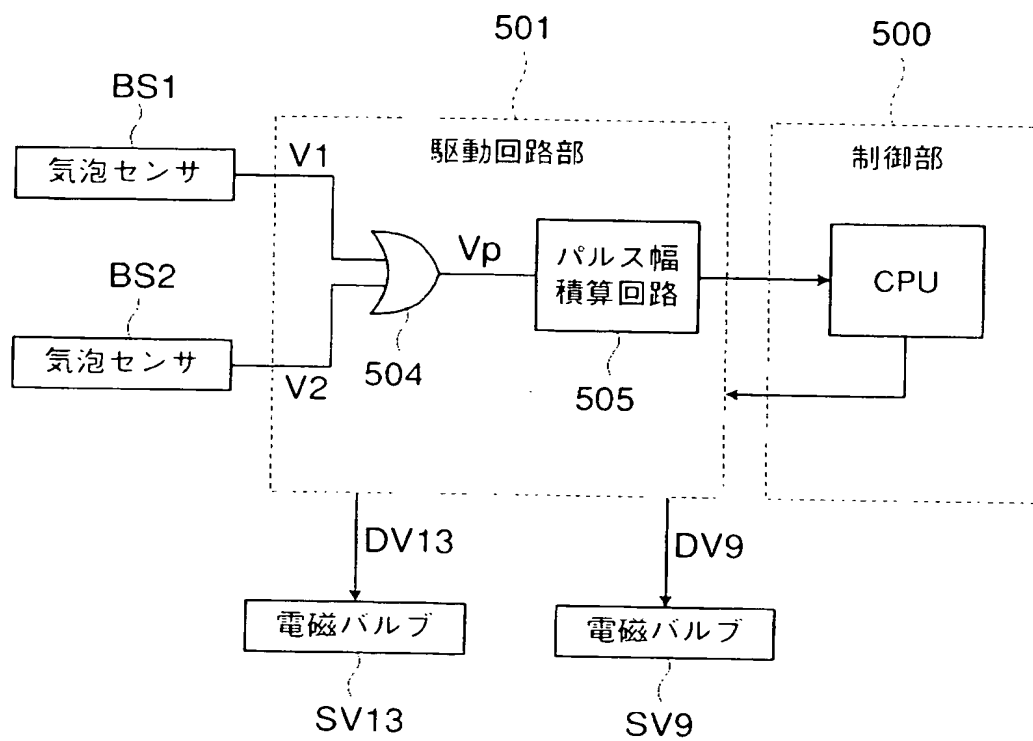 501
500
BS1
気泡センサ
V1
駆動回路部
制御部
BS2
気泡センサ
V2
504
Vp
パルス幅
積算回路
505
CPU
DV13
DV9
電磁バルブ
電磁バルブ
SV13
SV9